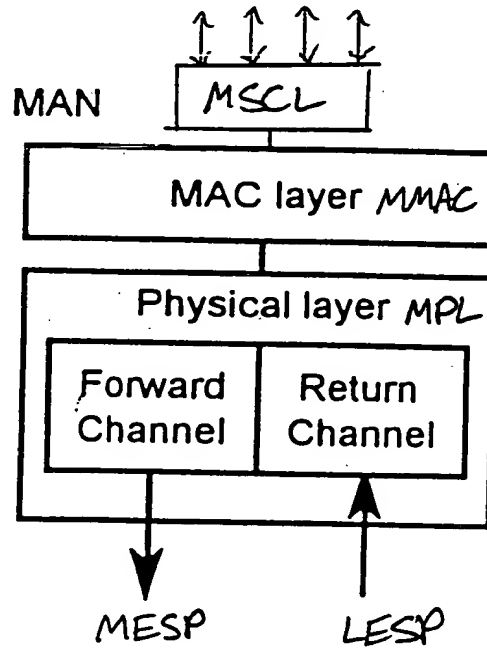 MSCL
MAN
MAC layer MMAC
Physical layer MPL
Forward Channel
Return Channel
MESP
LESP